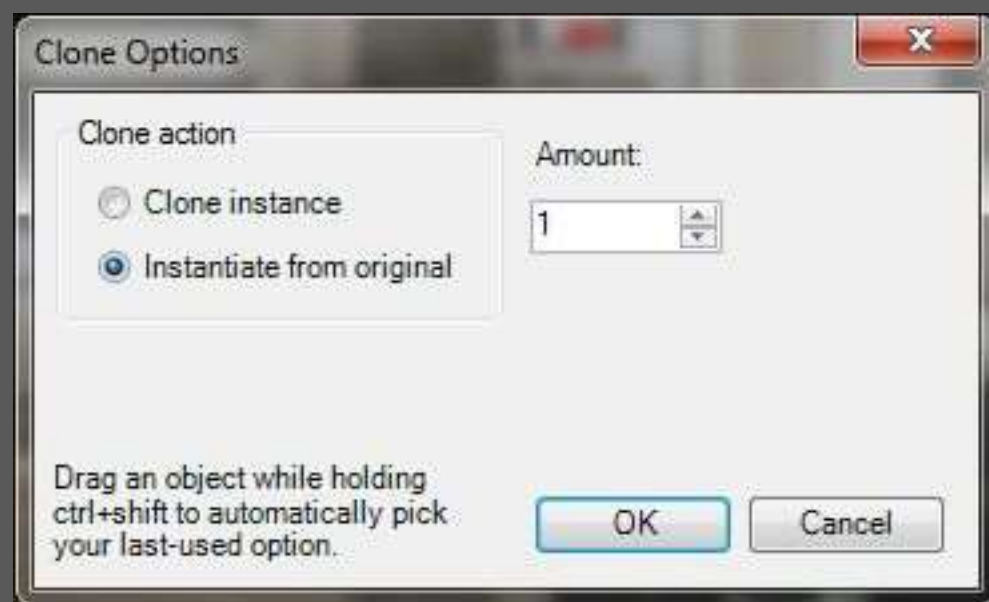 Clone Options
Clone action
Clone instance
Instantiate from original
Amount:
1
Drag an object while holding
ctrl+shift to automatically pick
your last-used option.
OK
Cancel